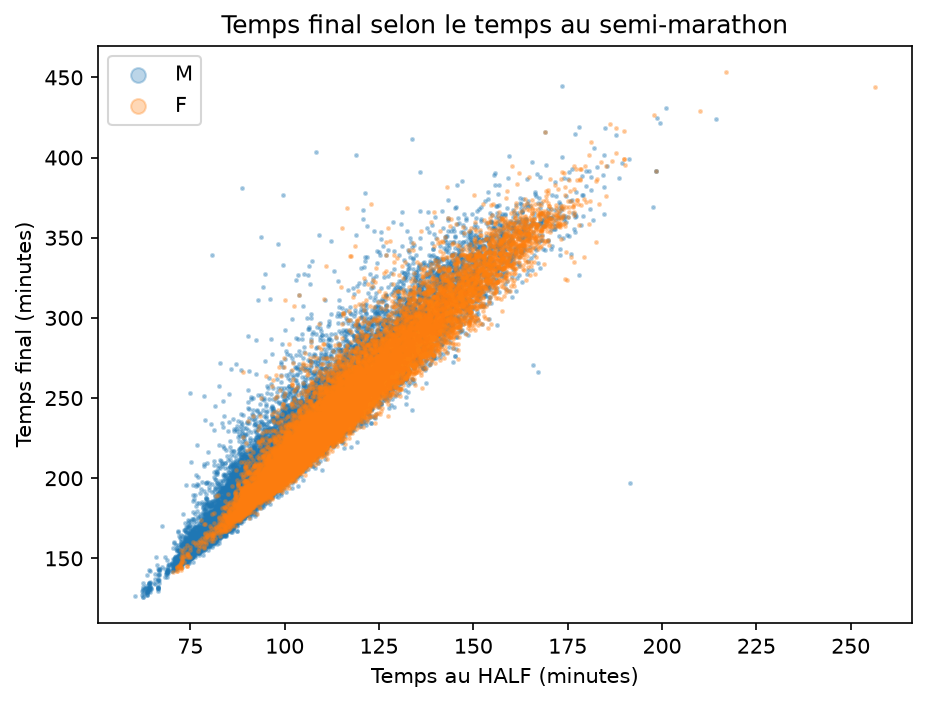 Temps final selon le temps au semi-marathon
M
F
450
400
350
300
250
200
150
Temps final (minutes)
75 100 125 150 175 200 225 250
Temps au HALF (minutes)